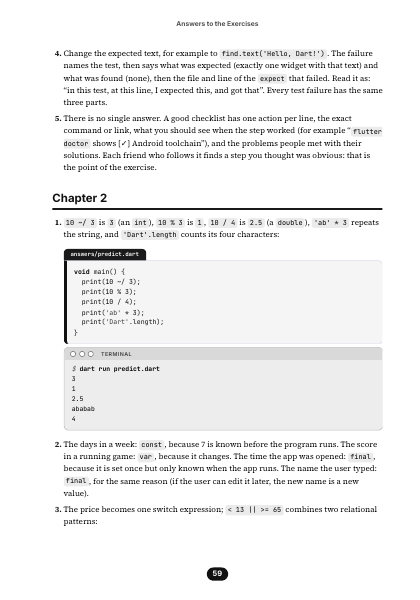 Answers to the Exercises
4. Change the expected text, for example to find.text('Hello, Dart!') . The failure
names the test, then says what was expected (exactly one widget with that text) and
what was found (none), then the file and line of the expect that failed. Read it as:
“in this test, at this line, I expected this, and got that”. Every test failure has the same
three parts.
5. There is no single answer. A good checklist has one action per line, the exact
command or link, what you should see when the step worked (for example “ flutter
doctor shows [✓] Android toolchain”), and the problems people met with their
solutions. Each friend who follows it finds a step you thought was obvious: that is
the point of the exercise.
Chapter 2
1. 10 ~/ 3 is 3 (an int ), 10 % 3 is 1 , 10 / 4 is 2.5 (a double ), 'ab' * 3 repeats
the string, and 'Dart'.length counts its four characters:
answers/predict.dart
void main() {
print(10 ~/ 3);
print(10 % 3);
print(10 / 4);
print('ab' * 3);
print('Dart'.length);
}
TERMINAL
$ dart run predict.dart
3
1
2.5
ababab
4
2. The days in a week: const , because 7 is known before the program runs. The score
in a running game: var , because it changes. The time the app was opened: final ,
because it is set once but only known when the app runs. The name the user typed:
final , for the same reason (if the user can edit it later, the new name is a new
value).
3. The price becomes one switch expression; < 13 || >= 65 combines two relational
patterns:
59